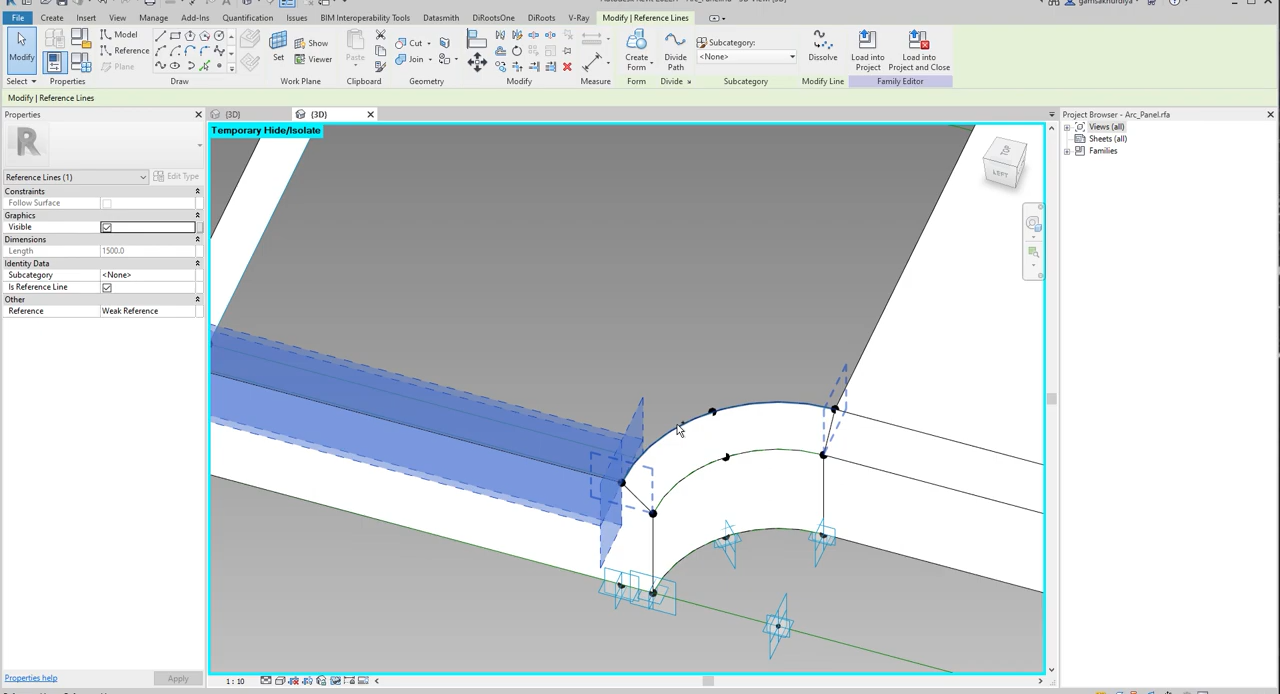 File Create Insert View Manage Add-Ins Quantification Issues BIM Interoperability Tools Datasmith DiRootsOne DiRoots V-Ray Modify | Reference Lines
Modify
Model
Reference
Plane
Set
Show
Viewer
Paste
Cut
Join
Create
Form
Divide
Path
Subcategory:
<None>
Dissolve
Load into
Project
Load into
Project and Close
Select Properties Draw Work Plane Clipboard Geometry Modify Measure Form Divide Subcategory Modify Line Family Editor
Modify | Reference Lines
Properties
(3D)
(3D)
Project Browser - Arc_Panel.rfa
Views (all)
Sheets (all)
Families
Temporary Hide/Isolate
TOP
LEFT
R
Reference Lines (1)
Edit Type
Constraints
Follow Surface
Graphics
Visible
Dimensions
Length 1500.0
Identity Data
Subcategory <None>
Is Reference Line
Other
Reference Weak Reference
Properties help
Apply
1 : 10